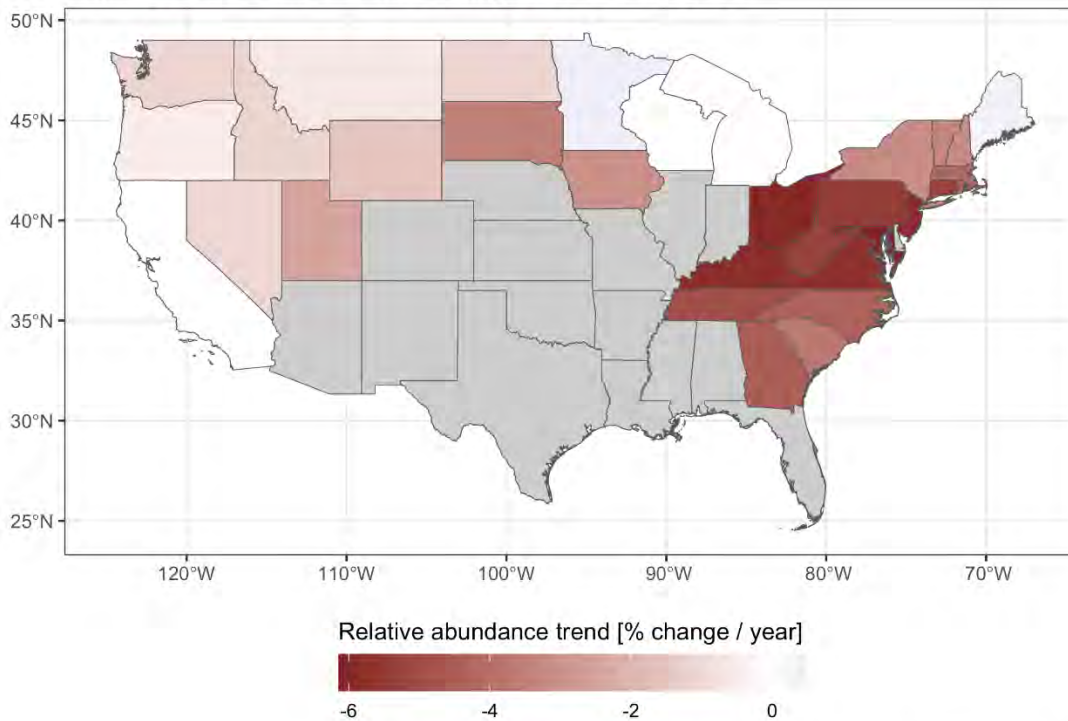 50°N
45°N
40°N
35°N
30°N
25°N
120°W 110°W 100°W 90°W 80°W 70°W
Relative abundance trend [% change / year]
-6 -4 -2 0